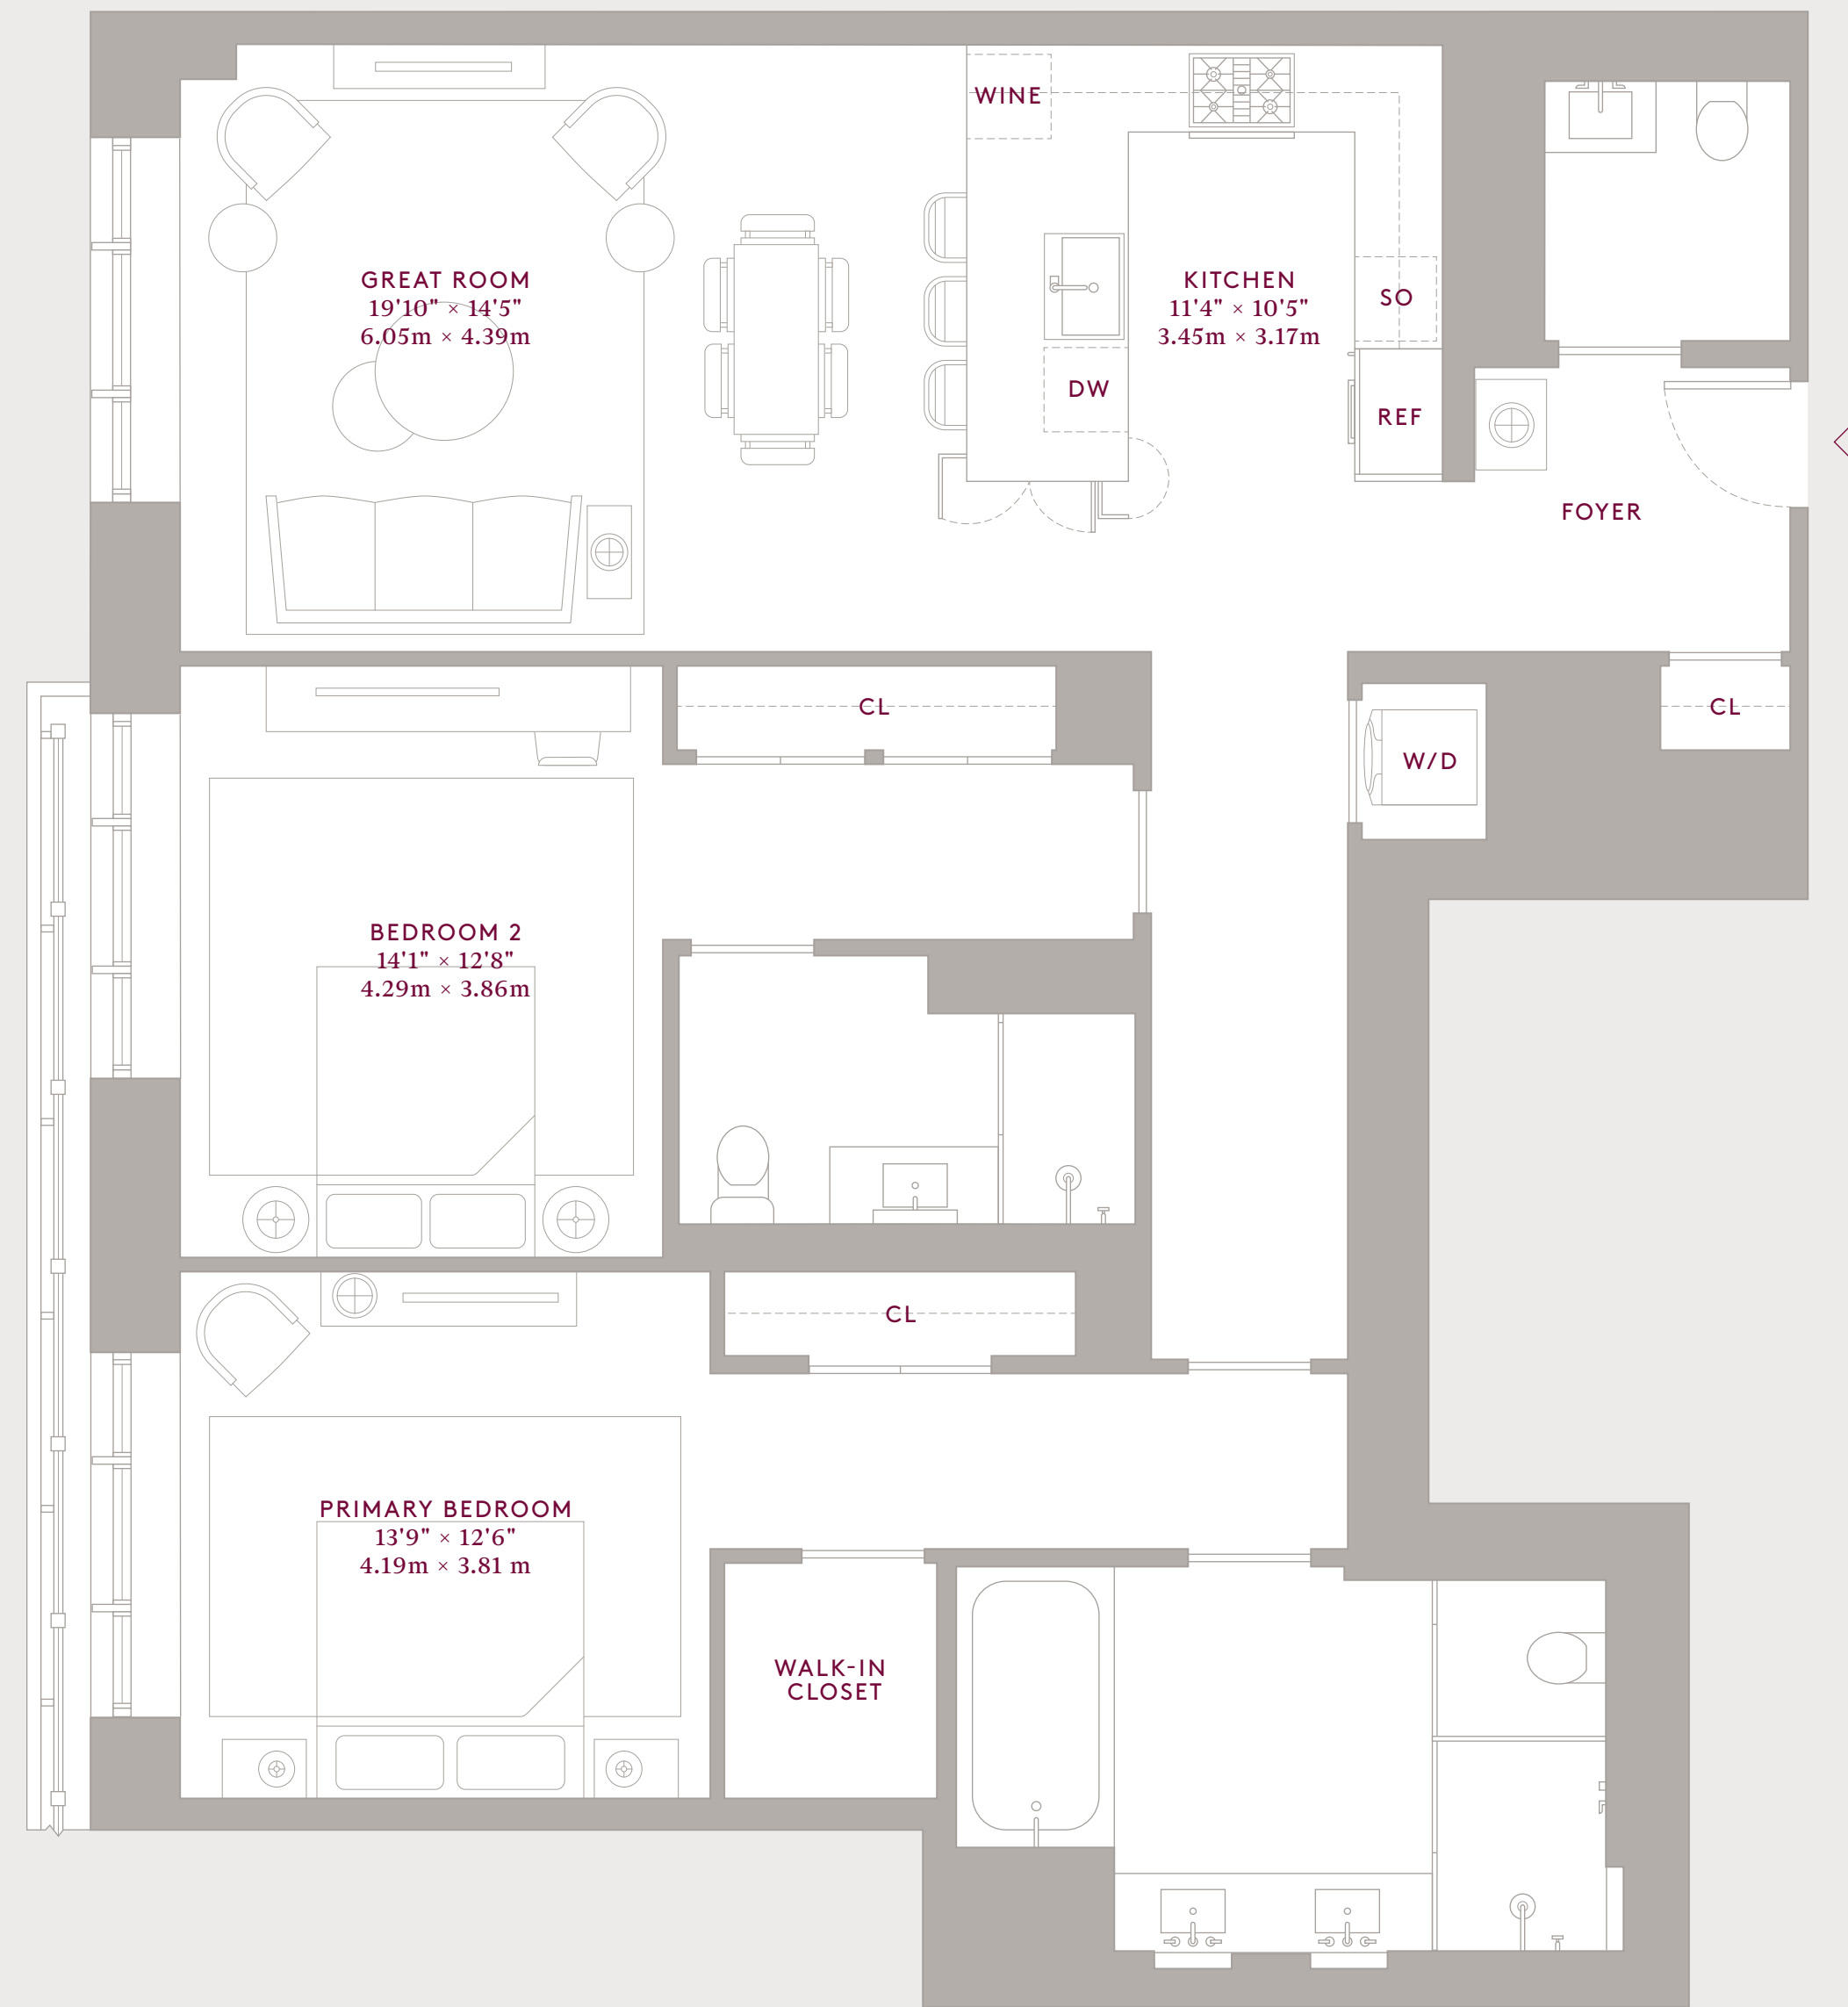 WINE
GREAT ROOM
19'10" × 14'5"
6.05m × 4.39m
KITCHEN
11'4" × 10'5"
3.45m × 3.17m
SO
DW
REF
FOYER
CL
CL
W/D
BEDROOM 2
14'1" × 12'8"
4.29m × 3.86m
CL
PRIMARY BEDROOM
13'9" × 12'6"
4.19m × 3.81 m
WALK-IN
CLOSET